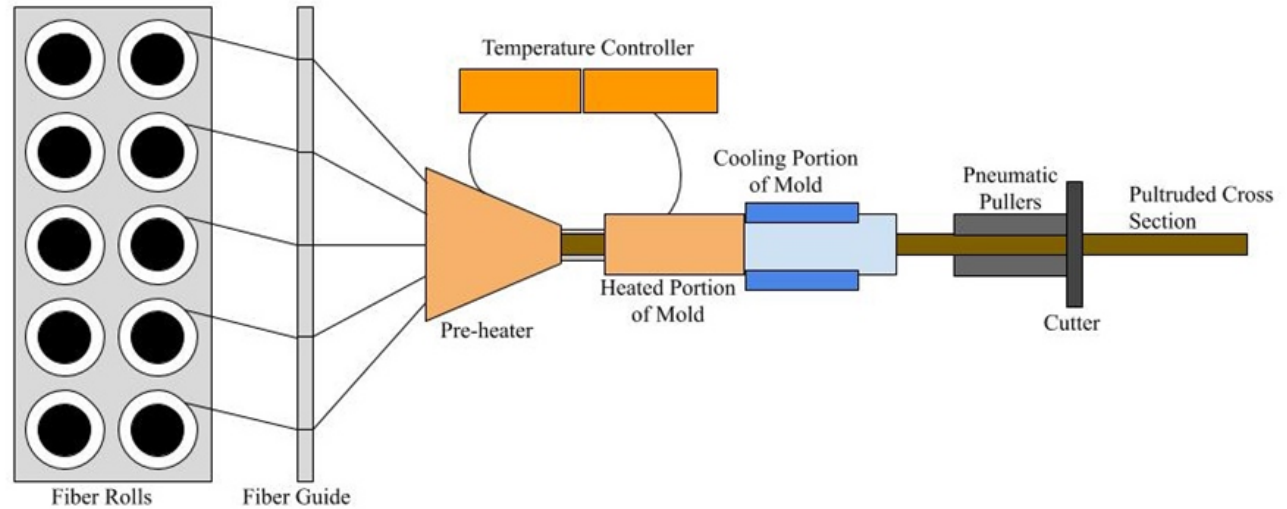 Temperature Controller
Cooling Portion
of Mold
Pneumatic
Pullers
Pultruded Cross
Section
Heated Portion
of Mold
Pre-heater
Cutter
Fiber Rolls
Fiber Guide